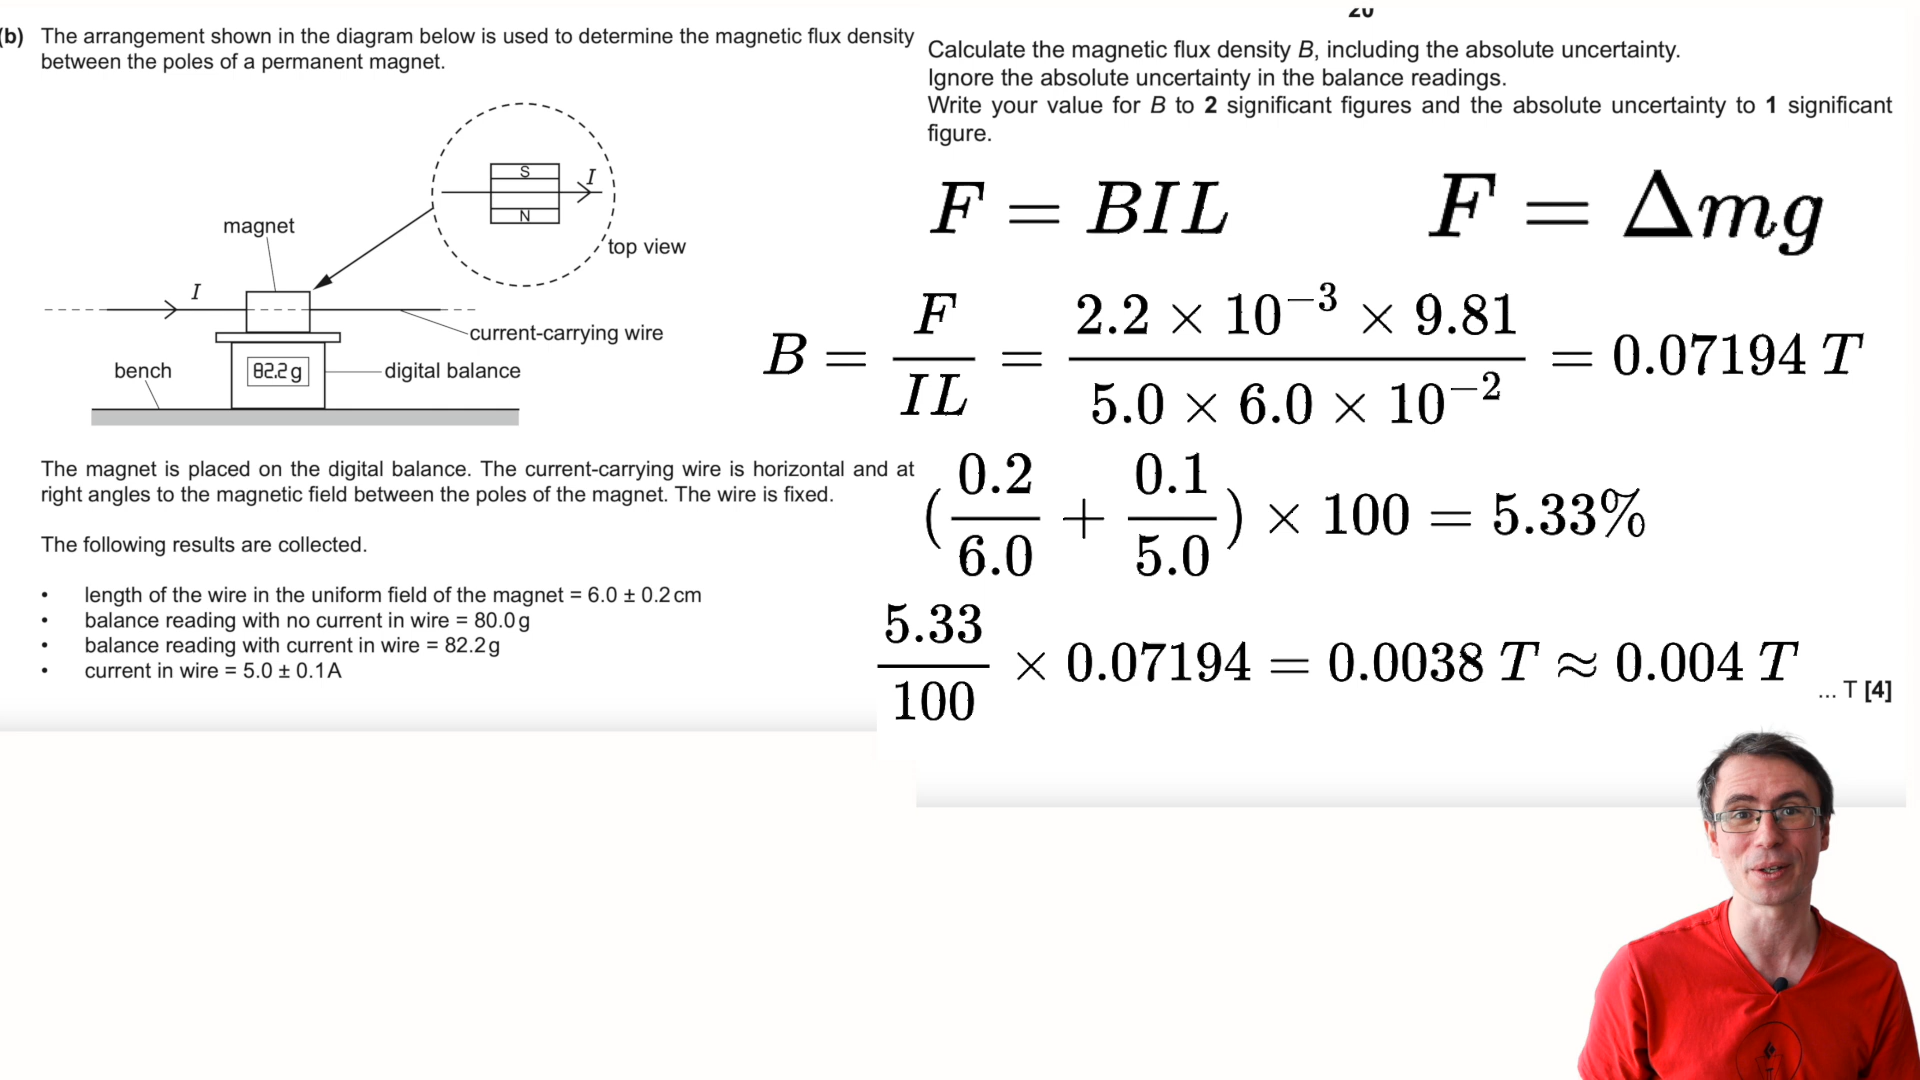 (b) The arrangement shown in the diagram below is used to determine the magnetic flux density
between the poles of a permanent magnet.
S
I
N
top view
magnet
I
current-carrying wire
bench
82.2 g
digital balance
The magnet is placed on the digital balance. The current-carrying wire is horizontal and at
right angles to the magnetic field between the poles of the magnet. The wire is fixed.
The following results are collected.
• length of the wire in the uniform field of the magnet = 6.0 ± 0.2 cm
• balance reading with no current in wire = 80.0 g
• balance reading with current in wire = 82.2 g
• current in wire = 5.0 ± 0.1 A
20
Calculate the magnetic flux density B, including the absolute uncertainty.
Ignore the absolute uncertainty in the balance readings.
Write your value for B to 2 significant figures and the absolute uncertainty to 1 significant
figure.
F = BIL F = Δmg
B = F/IL = (2.2 × 10⁻³ × 9.81)/(5.0 × 6.0 × 10⁻²) = 0.07194 T
(0.2/6.0 + 0.1/5.0) × 100 = 5.33%
5.33/100 × 0.07194 = 0.0038 T ≈ 0.004 T
... T [4]